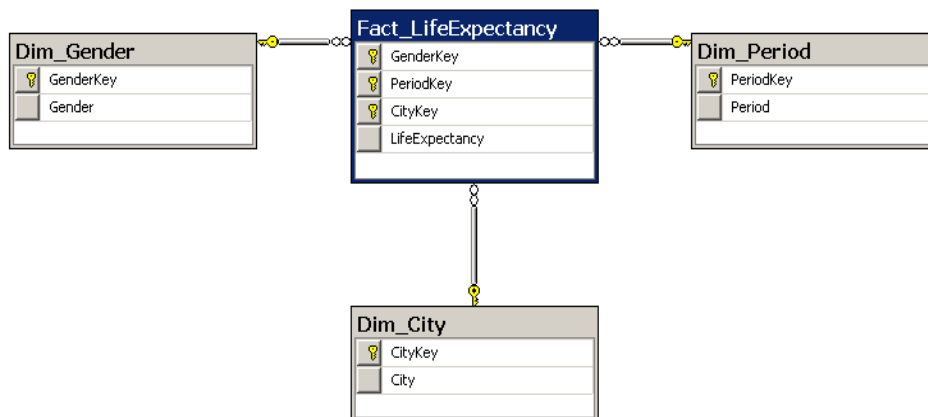 Dim_Gender
GenderKey
Gender
Fact_LifeExpectancy
GenderKey
PeriodKey
CityKey
LifeExpectancy
Dim_Period
PeriodKey
Period
Dim_City
CityKey
City